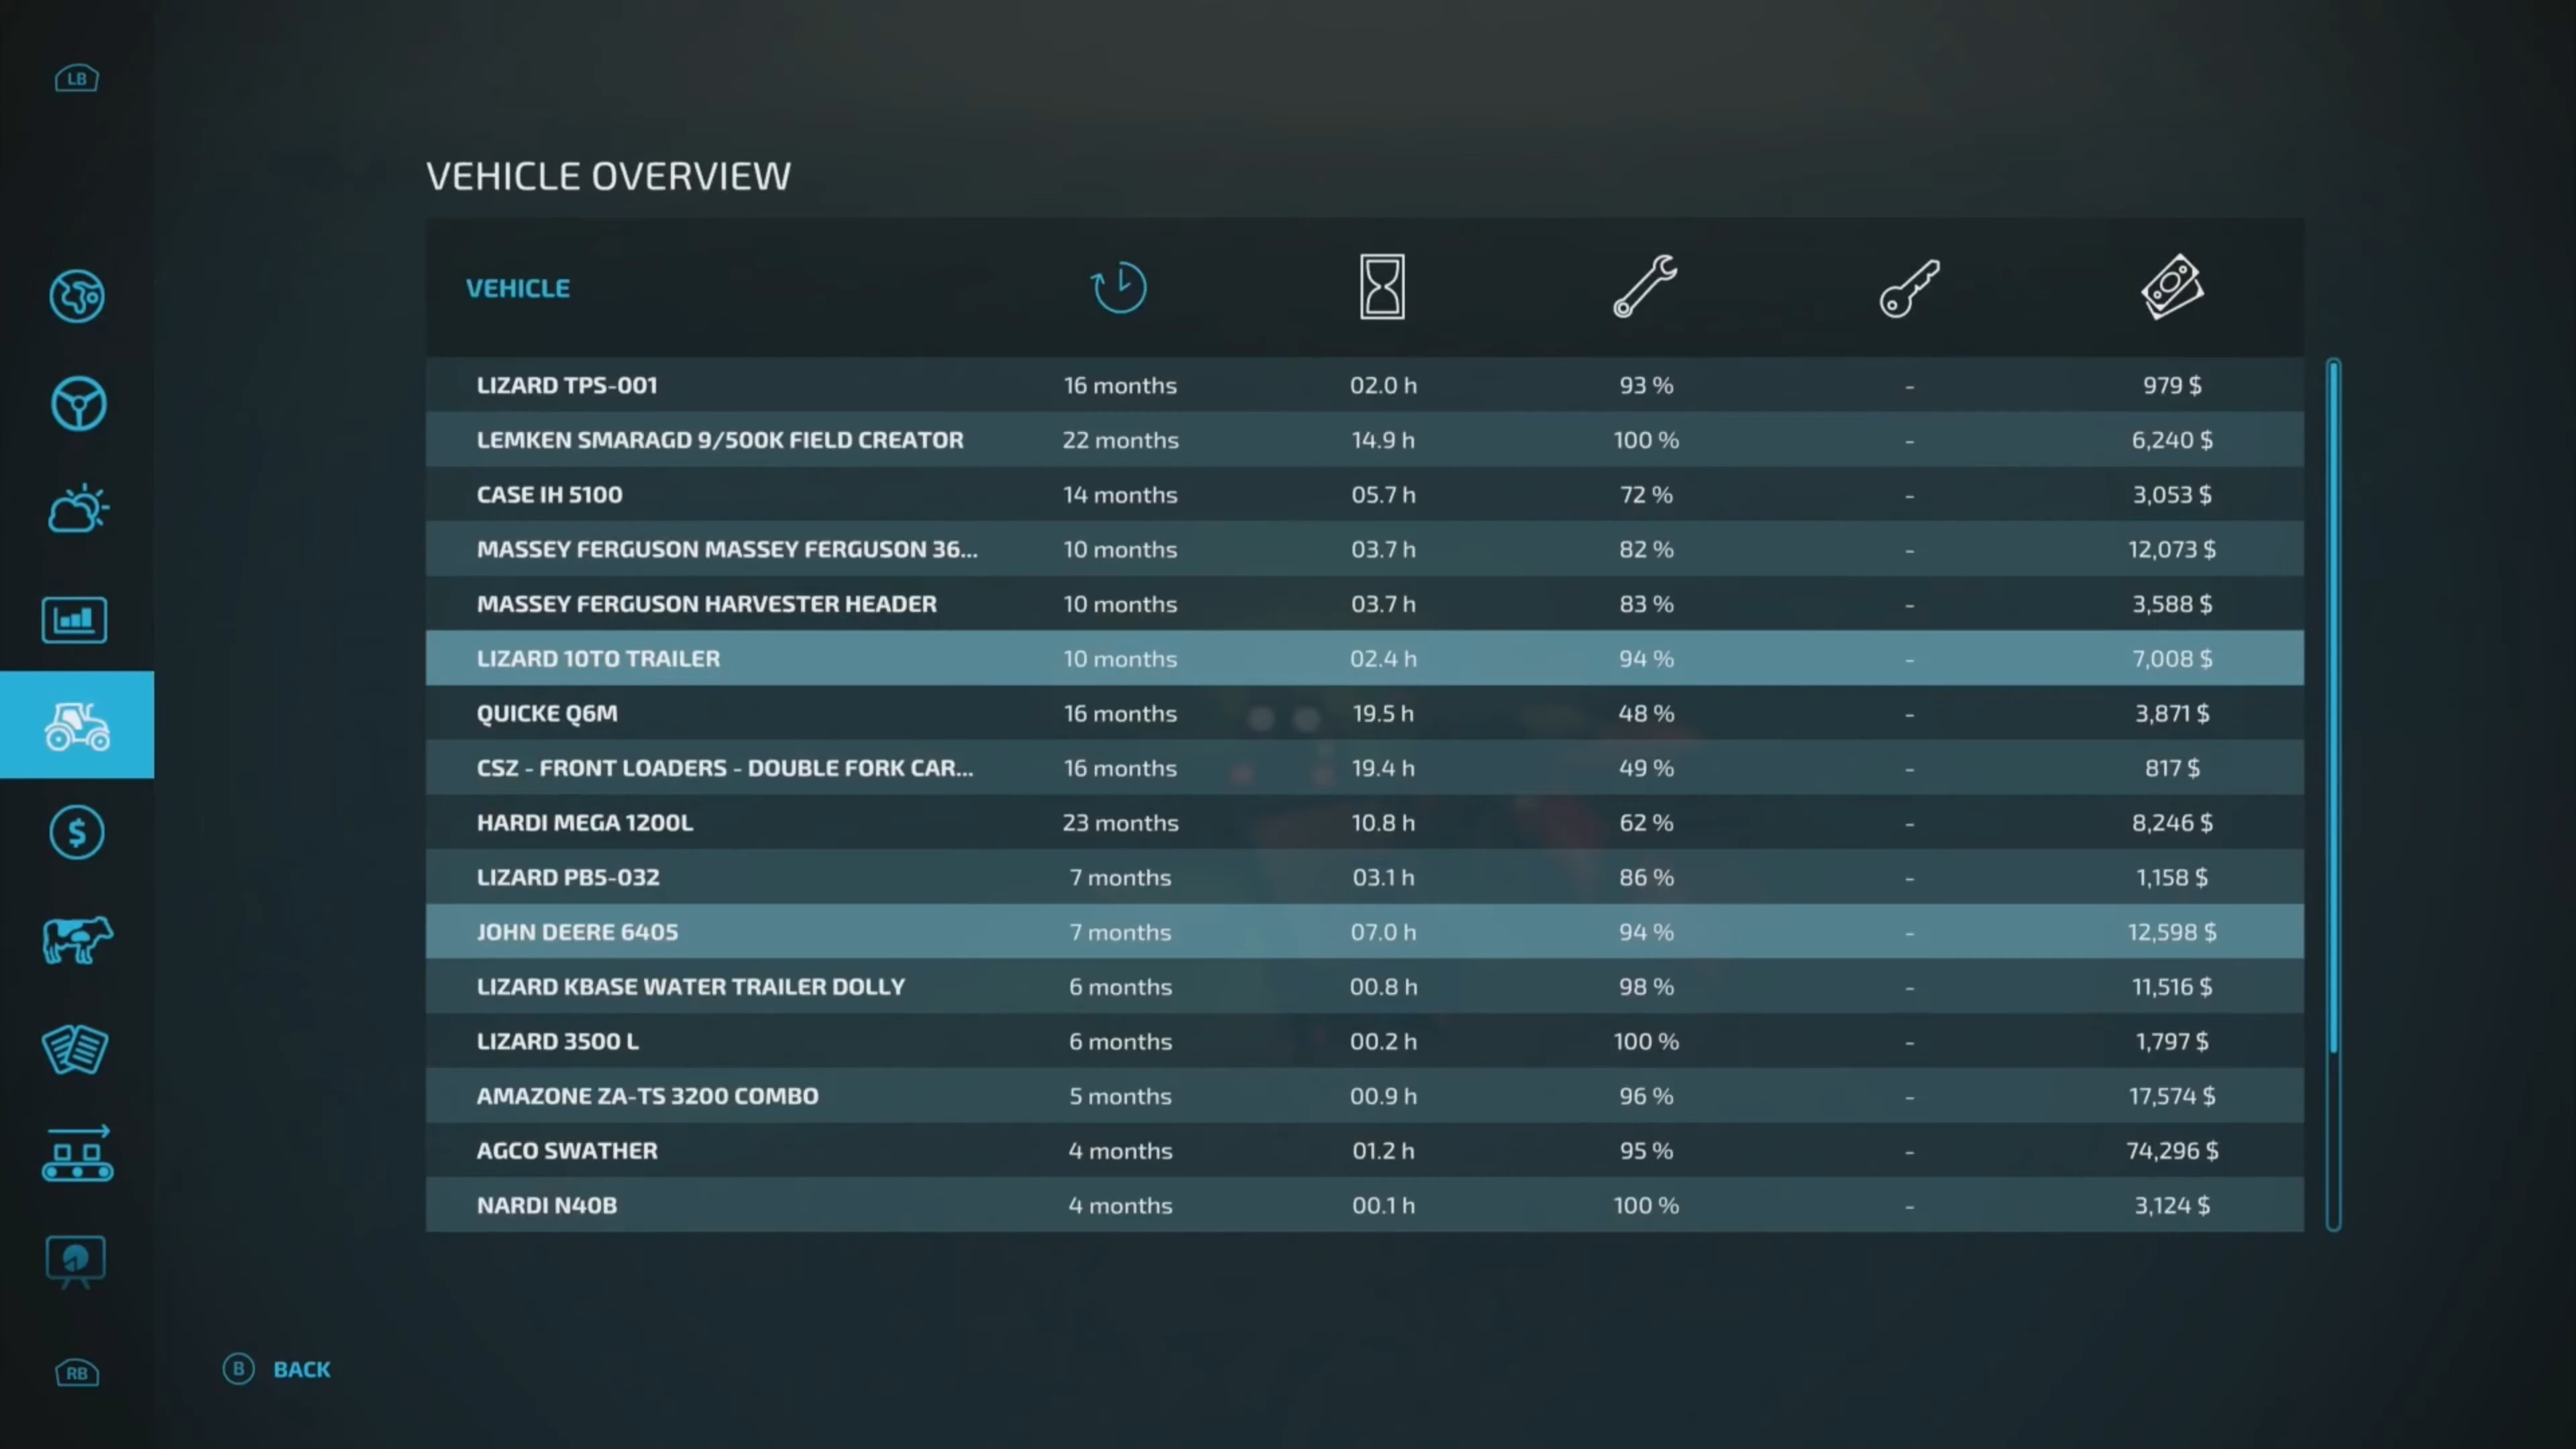 LB
VEHICLE OVERVIEW
VEHICLE
LIZARD TPS-001 16 months 02.0 h 93 % - 979 $
LEMKEN SMARAGD 9/500K FIELD CREATOR 22 months 14.9 h 100 % - 6,240 $
CASE IH 5100 14 months 05.7 h 72 % - 3,053 $
MASSEY FERGUSON MASSEY FERGUSON 36... 10 months 03.7 h 82 % - 12,073 $
MASSEY FERGUSON HARVESTER HEADER 10 months 03.7 h 83 % - 3,588 $
LIZARD 10TO TRAILER 10 months 02.4 h 94 % - 7,008 $
QUICKE Q6M 16 months 19.5 h 48 % - 3,871 $
CSZ - FRONT LOADERS - DOUBLE FORK CAR... 16 months 19.4 h 49 % - 817 $
HARDI MEGA 1200L 23 months 10.8 h 62 % - 8,246 $
LIZARD PB5-032 7 months 03.1 h 86 % - 1,158 $
JOHN DEERE 6405 7 months 07.0 h 94 % - 12,598 $
LIZARD KBASE WATER TRAILER DOLLY 6 months 00.8 h 98 % - 11,516 $
LIZARD 3500 L 6 months 00.2 h 100 % - 1,797 $
AMAZONE ZA-TS 3200 COMBO 5 months 00.9 h 96 % - 17,574 $
AGCO SWATHER 4 months 01.2 h 95 % - 74,296 $
NARDI N40B 4 months 00.1 h 100 % - 3,124 $
B BACK
RB